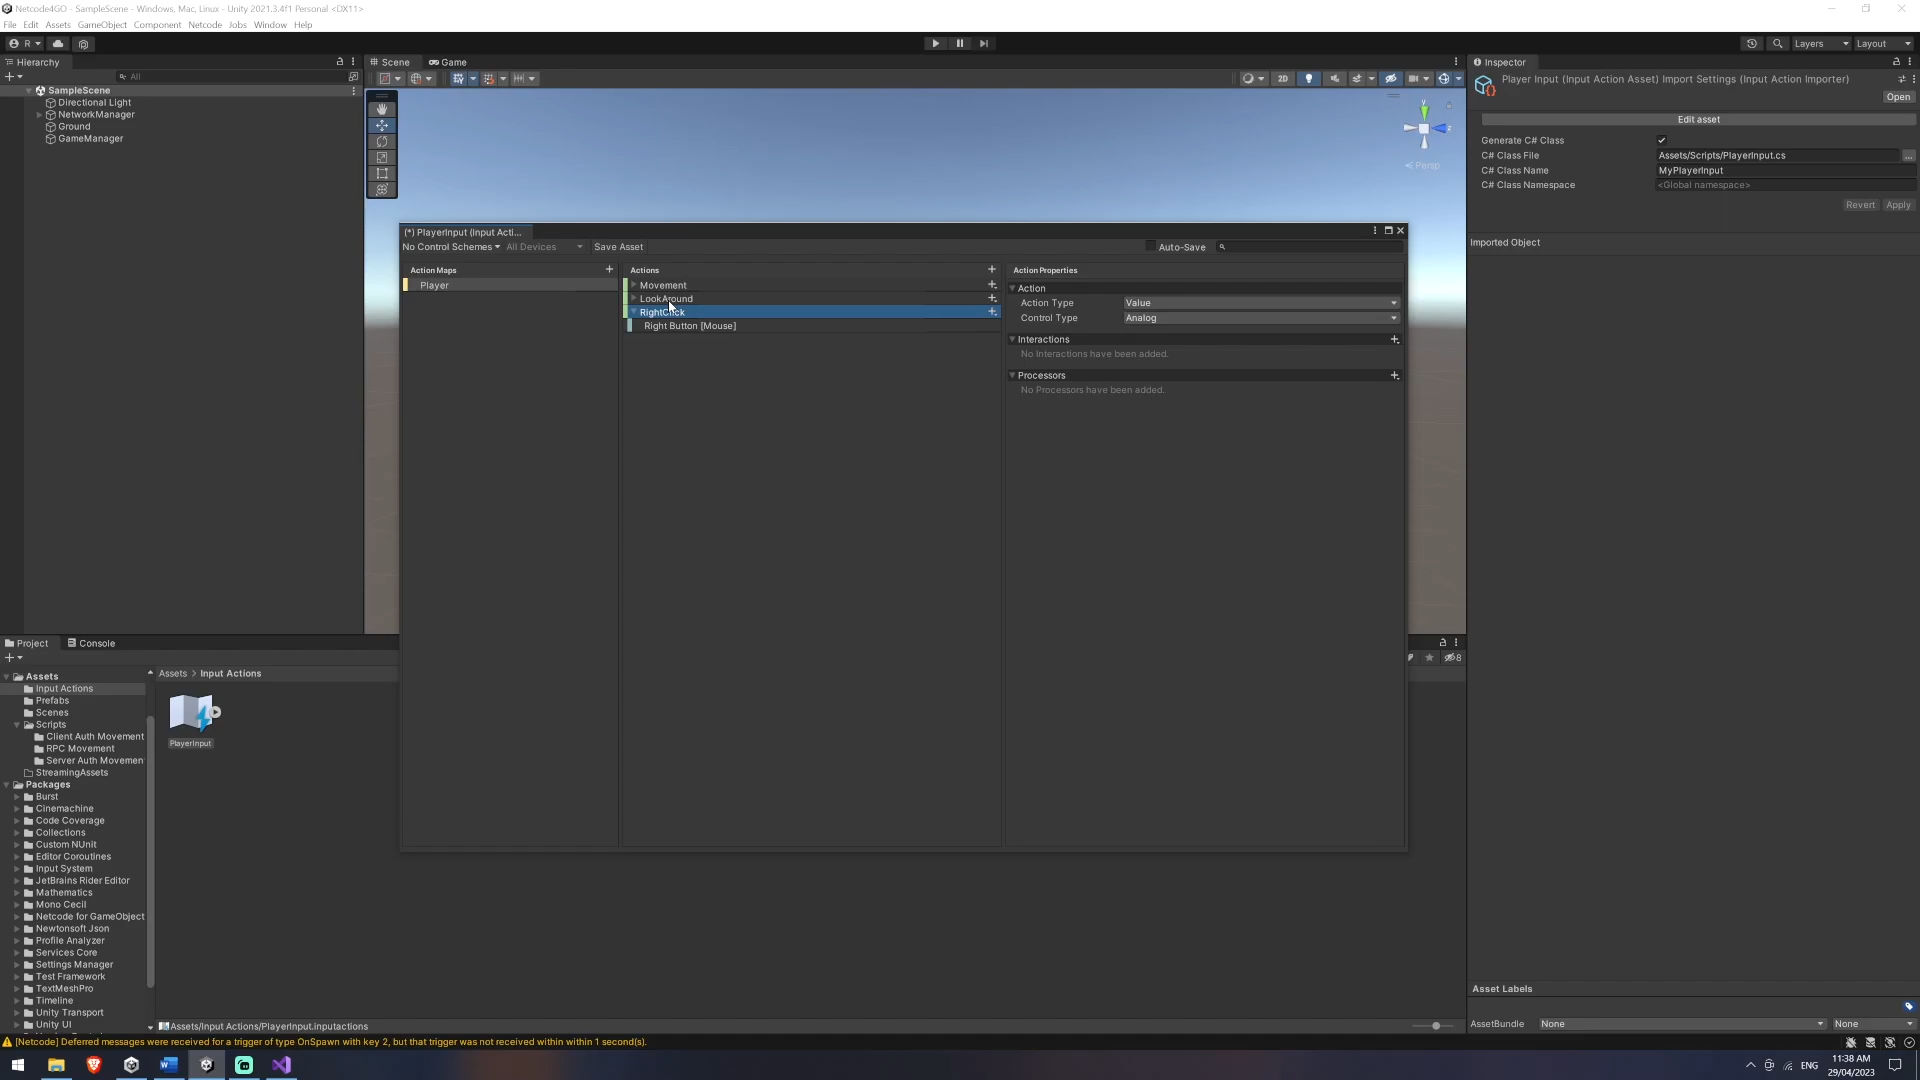 Netcode4GO - SampleScene - Windows, Mac, Linux - Unity 2021.3.4f1 Personal <DX11>
File Edit Assets GameObject Component Netcode Jobs Window Help
R Layers Layout
Hierarchy
All
SampleScene
Directional Light
NetworkManager
Ground
GameManager
Scene Game
2D
y
z
Persp
(*) PlayerInput (Input Acti...
No Control Schemes All Devices Save Asset Auto-Save
Action Maps
Player
Actions
Movement
LookAround
RightClick
Right Button [Mouse]
Action Properties
Action
Action Type Value
Control Type Analog
Interactions
No Interactions have been added.
Processors
No Processors have been added.
Inspector
Player Input (Input Action Asset) Import Settings (Input Action Importer)
Open
Edit asset
Generate C# Class
C# Class File Assets/Scripts/PlayerInput.cs ...
C# Class Name MyPlayerInput
C# Class Namespace <Global namespace>
Revert Apply
Imported Object
Asset Labels
AssetBundle None None
Project Console
8
Assets
Input Actions
Prefabs
Scenes
Scripts
Client Auth Movement
RPC Movement
Server Auth Movemen
StreamingAssets
Packages
Burst
Cinemachine
Code Coverage
Collections
Custom NUnit
Editor Coroutines
Input System
JetBrains Rider Editor
Mathematics
Mono Cecil
Netcode for GameObject
Newtonsoft Json
Profile Analyzer
Services Core
Settings Manager
Test Framework
TextMeshPro
Timeline
Unity Transport
Unity UI
Assets > Input Actions
PlayerInput
Assets/Input Actions/PlayerInput.inputactions
[Netcode] Deferred messages were received for a trigger of type OnSpawn with key 2, but that trigger was not received within within 1 second(s).
ENG
11:38 AM
29/04/2023